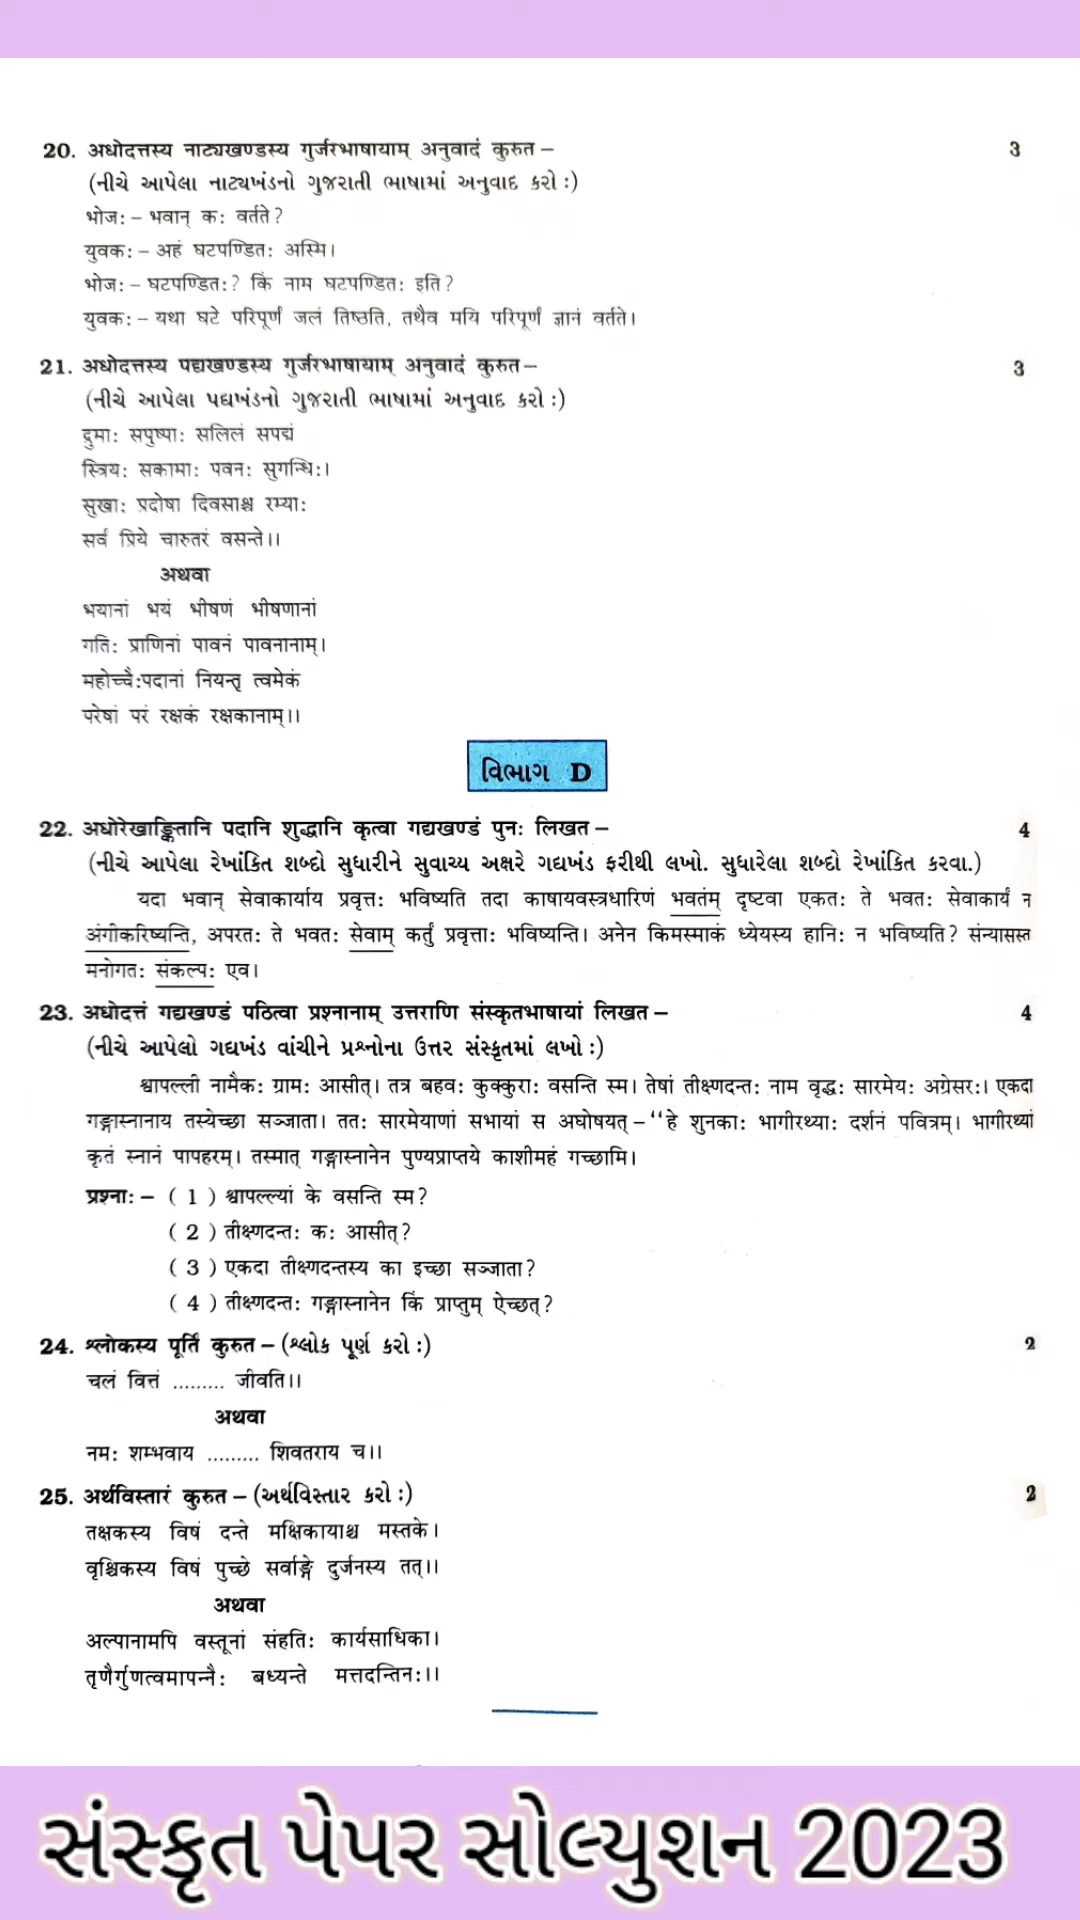 20. अधोदत्तस्य नाट्यखण्डस्य गुर्जरभाषायाम् अनुवादं कुरुत – 3
(નીચે આપેલા નાટ્યખંડનો ગુજરાતી ભાષામાં અનુવાદ કરો :)
भोज: – भवान् क: वर्तते?
युवक: – अहं घटपण्डित: अस्मि।
भोज: – घटपण्डित:? किं नाम घटपण्डित: इति?
युवक: – यथा घटे परिपूर्णं जलं तिष्ठति, तथैव मयि परिपूर्णं ज्ञानं वर्तते।
21. अधोदत्तस्य पद्यखण्डस्य गुर्जरभाषायाम् अनुवादं कुरुत – 3
(નીચે આપેલા પદ્યખંડનો ગુજરાતી ભાષામાં અનુવાદ કરો :)
द्रुमा: सपुष्पा: सलिलं सपद्मं
स्त्रिय: सकामा: पवन: सुगन्धि:।
सुखा: प्रदोषा दिवसाश्च रम्या:
सर्वं प्रिये चारुतरं वसन्ते।।
अथवा
भयानां भयं भीषणं भीषणानां
गति: प्राणिनां पावनं पावनानाम्।
महोच्चै:पदानां नियन्तृ त्वमेकं
परेषां परं रक्षकं रक्षकानाम्।।
વિભાગ D
22. अधोरेखाङ्कितानि पदानि शुद्धानि कृत्वा गद्यखण्डं पुन: लिखत – 4
(નીચે આપેલા રેખાંકિત શબ્દો સુધારીને સુવાચ્ય અક્ષરે ગદ્યખંડ ફરીથી લખો. સુધારેલા શબ્દો રેખાંકિત કરવા.)
यदा भवान् सेवाकार्याय प्रवृत्त: भविष्यति तदा काषायवस्त्रधारिणं भवतंम् दृष्टवा एकत: ते भवत: सेवाकार्यं न
अंगीकरिष्यन्ति, अपरत: ते भवत: सेवाम् कर्तुं प्रवृत्ता: भविष्यन्ति। अनेन किमस्माकं ध्येयस्य हानि: न भविष्यति? संन्यासस्त
मनोगत: संकल्प: एव।
23. अधोदत्तं गद्यखण्डं पठित्वा प्रश्नानाम् उत्तराणि संस्कृतभाषायां लिखत – 4
(નીચે આપેલો ગદ્યખંડ વાંચીને પ્રશ્નોના ઉત્તર સંસ્કૃતમાં લખો :)
श्वापल्ली नामैक: ग्राम: आसीत्। तत्र बहव: कुक्कुरा: वसन्ति स्म। तेषां तीक्ष्णदन्त: नाम वृद्ध: सारमेय: अग्रेसर:। एकदा
गङ्गास्नानाय तस्येच्छा सञ्जाता। तत: सारमेयाणां सभायां स अघोषयत् – “हे शुनका: भागीरथ्या: दर्शनं पवित्रम्। भागीरथ्यां
कृतं स्नानं पापहरम्। तस्मात् गङ्गास्नानेन पुण्यप्राप्तये काशीमहं गच्छामि।
प्रश्ना: – ( 1 ) श्वापल्ल्यां के वसन्ति स्म?
( 2 ) तीक्ष्णदन्त: क: आसीत्?
( 3 ) एकदा तीक्ष्णदन्तस्य का इच्छा सञ्जाता?
( 4 ) तीक्ष्णदन्त: गङ्गास्नानेन किं प्राप्तुम् ऐच्छत्?
24. श्लोकस्य पूर्तिं कुरुत – (શ્લોક પૂર્ણ કરો :) 2
चलं वित्तं ......... जीवति।।
अथवा
नम: शम्भवाय ......... शिवतराय च।।
25. अर्थविस्तारं कुरुत – (અર્થવિસ્તાર કરો :) 2
तक्षकस्य विषं दन्ते मक्षिकायाश्च मस्तके।
वृश्चिकस्य विषं पुच्छे सर्वाङ्गे दुर्जनस्य तत्।।
अथवा
अल्पानामपि वस्तूनां संहति: कार्यसाधिका।
तृणैर्गुणत्वमापन्नै: बध्यन्ते मत्तदन्तिन:।।
સંસ્કૃત પેપર સોલ્યુશન 2023